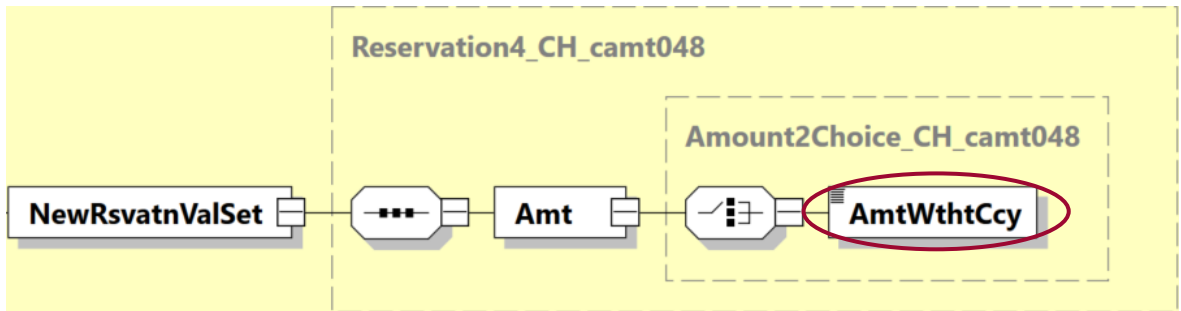 Reservation4_CH_camt048
Amount2Choice_CH_camt048
NewRsvatnValSet
Amt
AmtWthtCcy